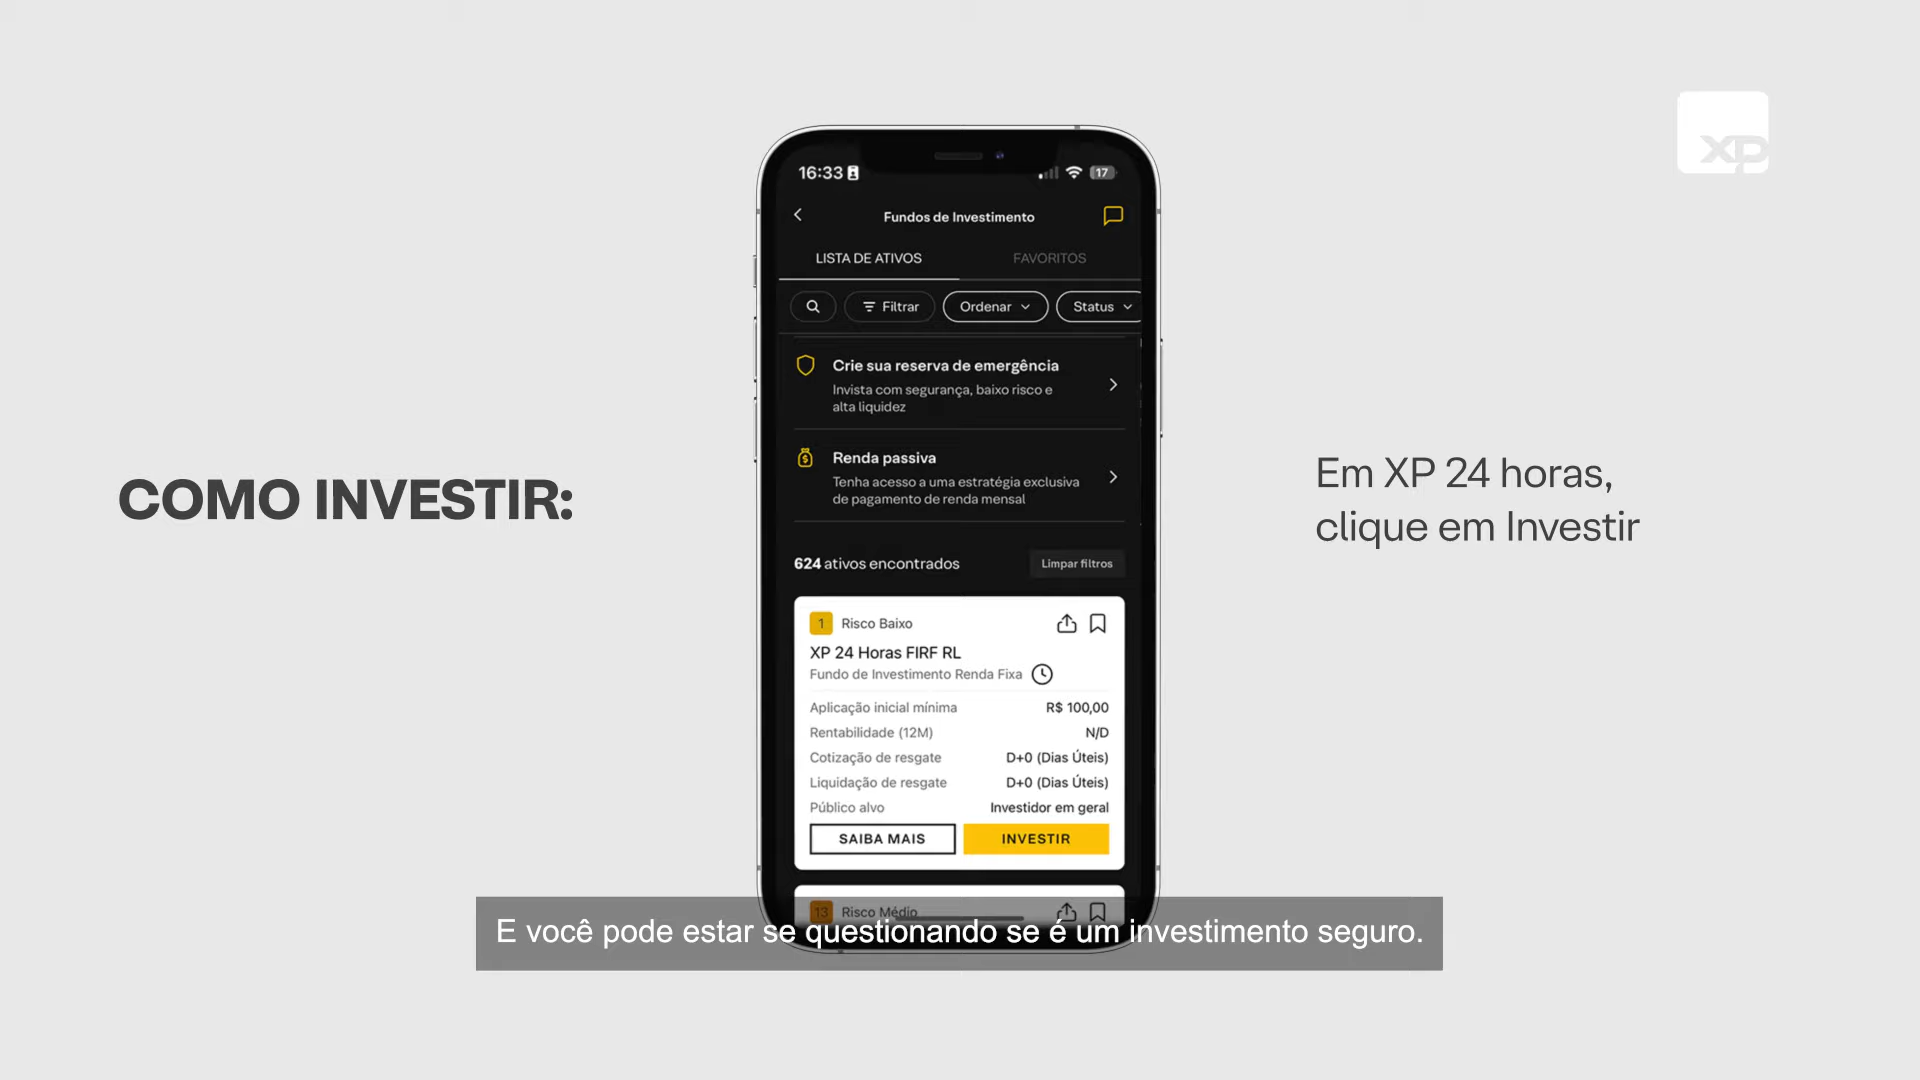 XP
COMO INVESTIR:
Em XP 24 horas,
clique em Investir
16:33
17
Fundos de Investimento
LISTA DE ATIVOS
FAVORITOS
Filtrar
Ordenar
Status
Crie sua reserva de emergência
Invista com segurança, baixo risco e
alta liquidez
Renda passiva
Tenha acesso a uma estratégia exclusiva
de pagamento de renda mensal
624 ativos encontrados
Limpar filtros
1 Risco Baixo
XP 24 Horas FIRF RL
Fundo de Investimento Renda Fixa
Aplicação inicial mínima R$ 100,00
Rentabilidade (12M) N/D
Cotização de resgate D+0 (Dias Úteis)
Liquidação de resgate D+0 (Dias Úteis)
Público alvo Investidor em geral
SAIBA MAIS
INVESTIR
13 Risco Médio
E você pode estar se questionando se é um investimento seguro.